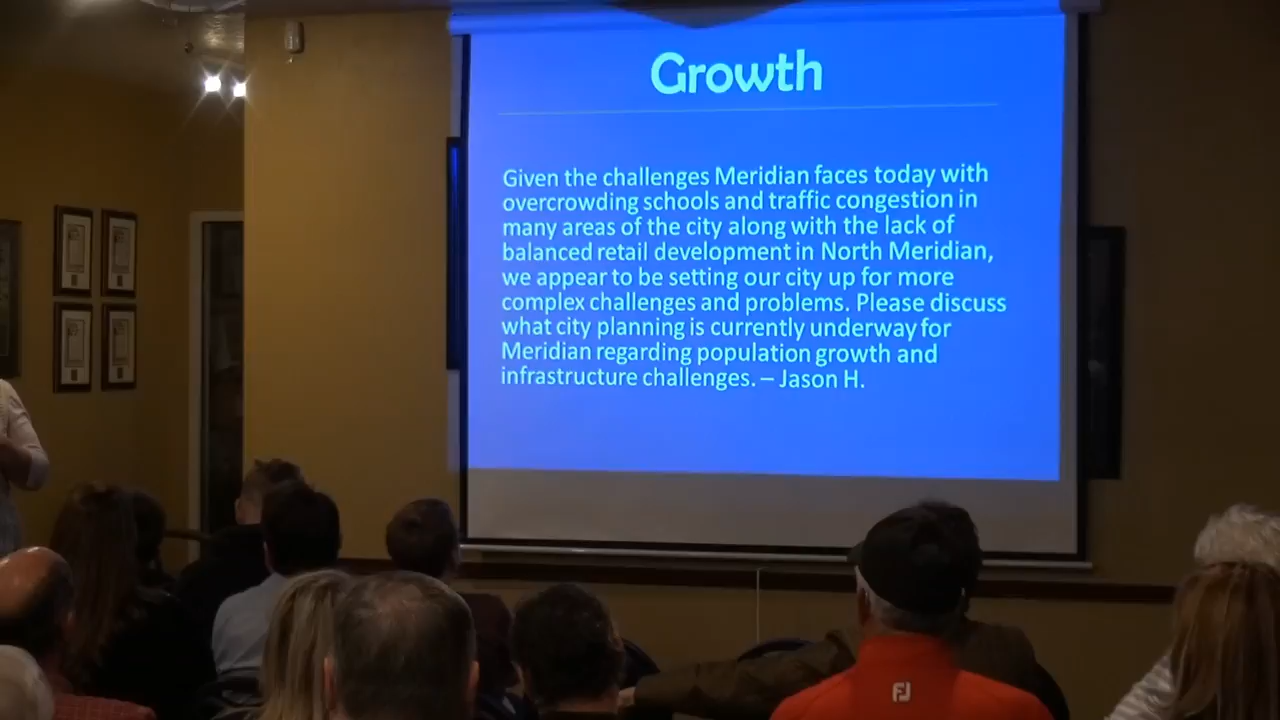 Growth
Given the challenges Meridian faces today with
overcrowding schools and traffic congestion in
many areas of the city along with the lack of
balanced retail development in North Meridian,
we appear to be setting our city up for more
complex challenges and problems. Please discuss
what city planning is currently underway for
Meridian regarding population growth and
infrastructure challenges. – Jason H.
FJ